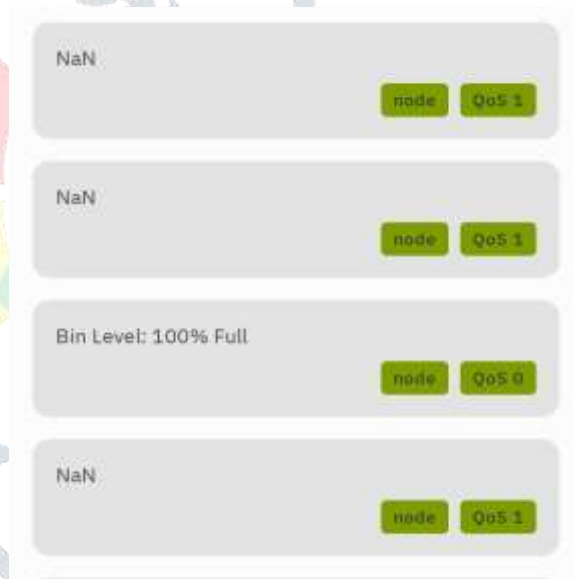 NaN
node QoS 1
NaN
node QoS 1
Bin Level: 100% Full
node QoS 0
NaN
node QoS 1